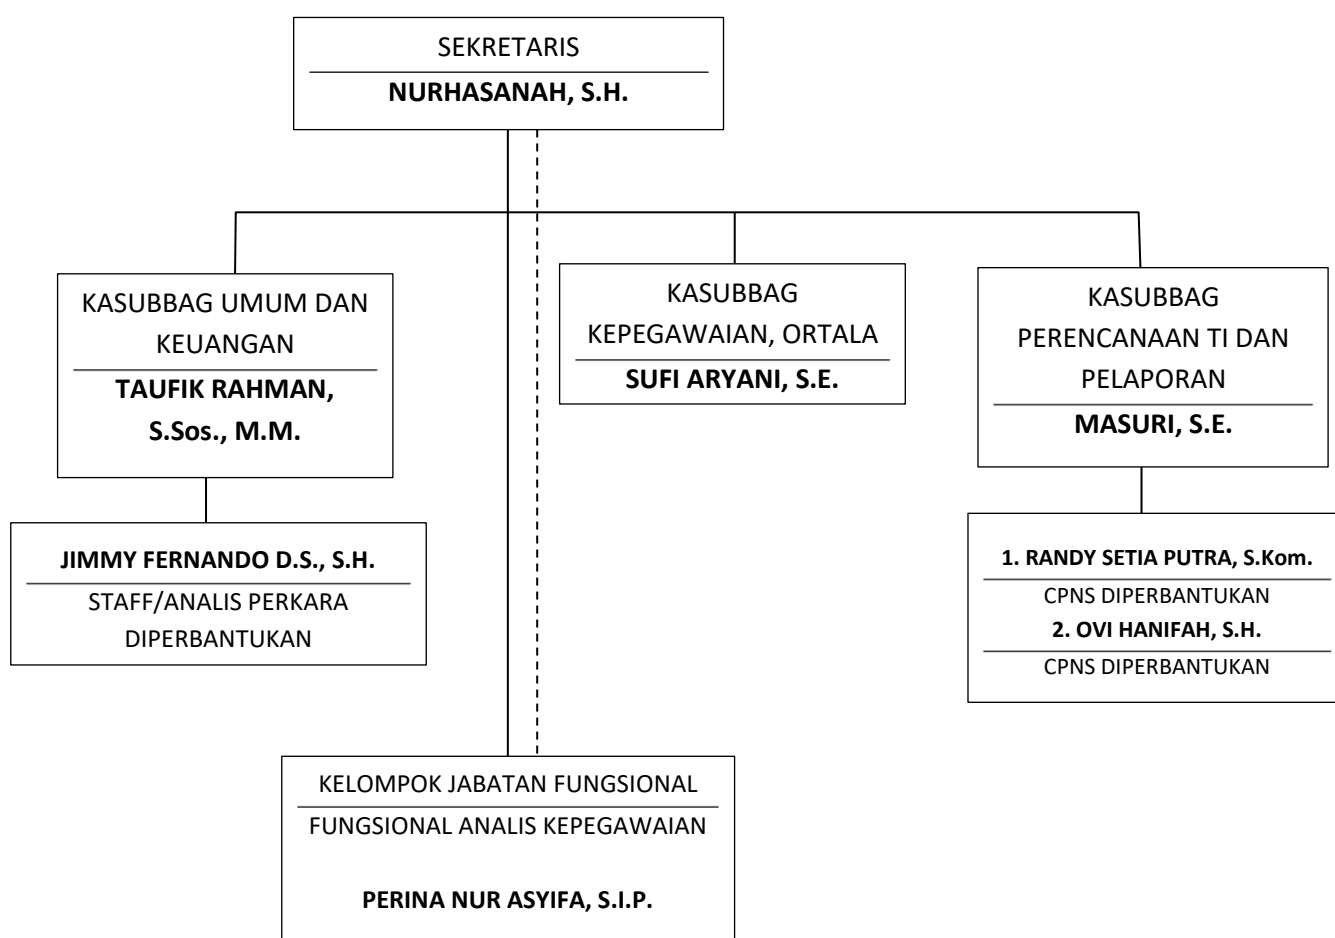 SEKRETARIS
NURHASANAH, S.H.
KASUBBAG UMUM DAN
KEUANGAN
TAUFIK RAHMAN,
S.Sos., M.M.
KASUBBAG
KEPEGAWAIAN, ORTALA
SUFI ARYANI, S.E.
KASUBBAG
PERENCANAAN TI DAN
PELAPORAN
MASURI, S.E.
JIMMY FERNANDO D.S., S.H.
STAFF/ANALIS PERKARA
DIPERBANTUKAN
1. RANDY SETIA PUTRA, S.Kom.
CPNS DIPERBANTUKAN
2. OVI HANIFAH, S.H.
CPNS DIPERBANTUKAN
KELOMPOK JABATAN FUNGSIONAL
FUNGSIONAL ANALIS KEPEGAWAIAN
PERINA NUR ASYIFA, S.I.P.